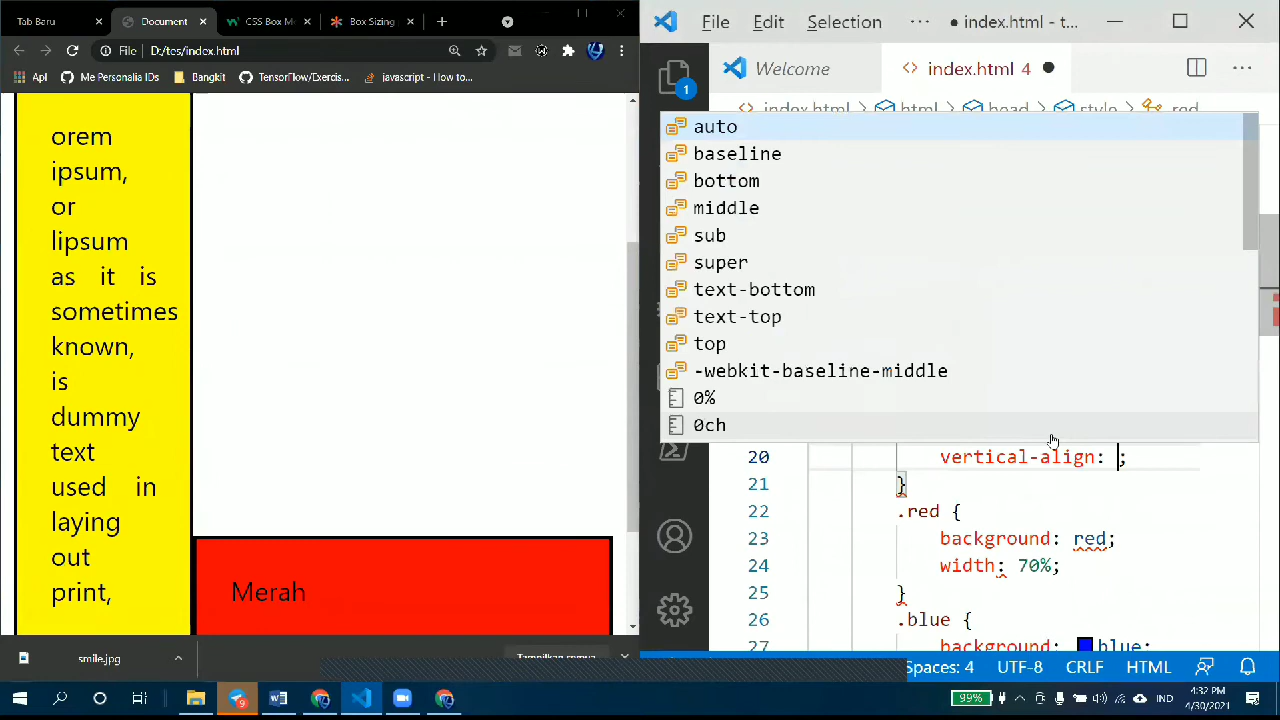 Tab Baru
Document
CSS Box M
Box Sizing
File
D:/tes/index.html
Apl
Me Personalia IDs
Bangkit
TensorFlow/Exercis...
javascript - How to...
orem
ipsum,
or
lipsum
as it is
sometimes
known,
is
dummy
text
used in
laying
out
print,
Merah
smile.jpg
File Edit Selection ··· ● index.html - t...
Welcome
<> index.html 4
index.html html head style .red
1
auto
baseline
bottom
middle
sub
super
text-bottom
text-top
top
-webkit-baseline-middle
0%
0ch
20 vertical-align: ;
21 }
22 .red {
23 background: red;
24 width: 70%;
25 }
26 .blue {
27 background: blue;
Spaces: 4 UTF-8 CRLF HTML
9
99%
IND
4:32 PM
4/30/2021